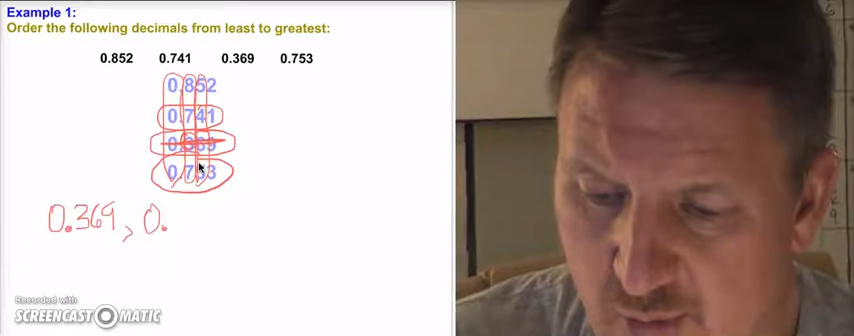 Example 1:
Order the following decimals from least to greatest:
0.852 0.741 0.369 0.753
0.852
0.741
0.369
0.753
0.369, 0.
Recorded with
SCREENCAST-O-MATIC